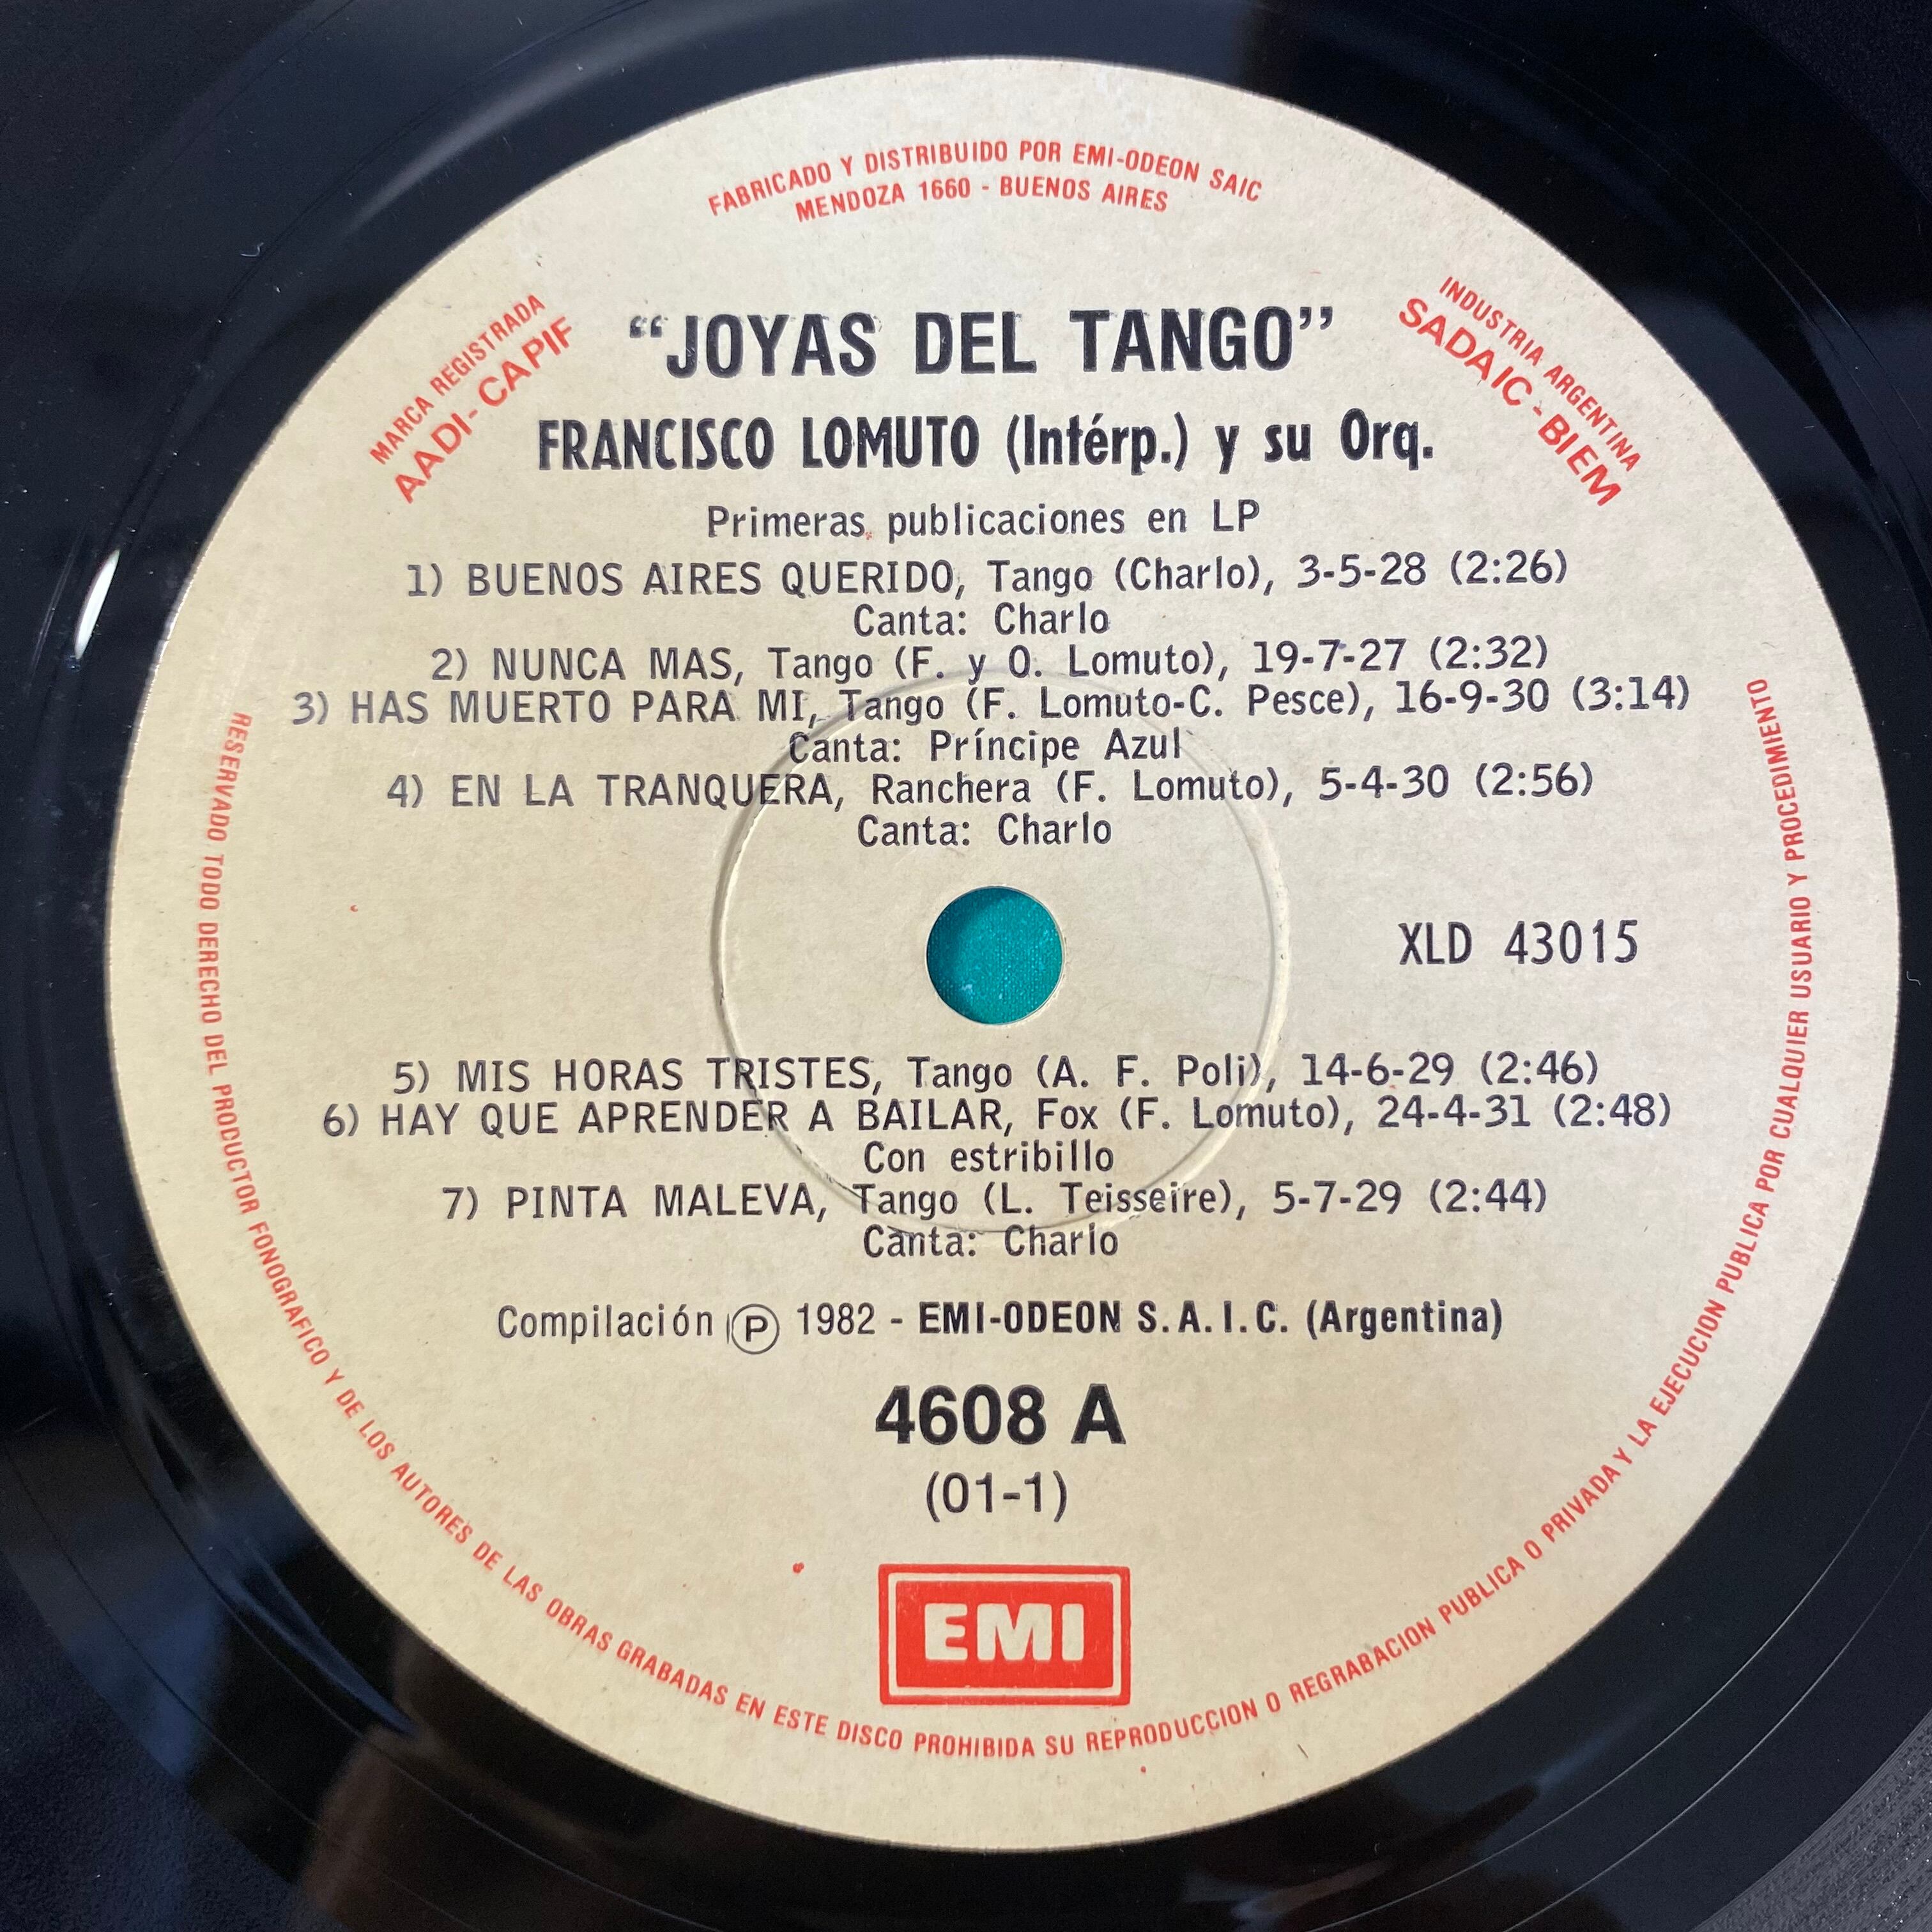 FABRICADO Y DISTRIBUIDO POR EMI-ODEON SAIC
MENDOZA 1660 - BUENOS AIRES
MARCA REGISTRADA
AADI-CAPIF
INDUSTRIA ARGENTINA
SADAIC-BIEM
“JOYAS DEL TANGO”
FRANCISCO LOMUTO (Intérp.) y su Orq.
Primeras publicaciones en LP
1) BUENOS AIRES QUERIDO, Tango (Charlo), 3-5-28 (2:26)
Canta: Charlo
2) NUNCA MAS, Tango (F. y O. Lomuto), 19-7-27 (2:32)
3) HAS MUERTO PARA MI, Tango (F. Lomuto-C. Pesce), 16-9-30 (3:14)
Canta: Príncipe Azul
4) EN LA TRANQUERA, Ranchera (F. Lomuto), 5-4-30 (2:56)
Canta: Charlo
XLD 43015
5) MIS HORAS TRISTES, Tango (A. F. Poli), 14-6-29 (2:46)
6) HAY QUE APRENDER A BAILAR, Fox (F. Lomuto), 24-4-31 (2:48)
Con estribillo
7) PINTA MALEVA, Tango (L. Teisseire), 5-7-29 (2:44)
Canta: Charlo
Compilación Ⓟ 1982 - EMI-ODEON S.A.I.C. (Argentina)
4608 A
(01-1)
EMI
RESERVADO TODO DERECHO DEL PRODUCTOR FONOGRAFICO Y DE LOS AUTORES DE LAS OBRAS GRABADAS EN ESTE DISCO PROHIBIDA SU REPRODUCCION O REGRABACION PUBLICA O PRIVADA Y LA EJECUCION PUBLICA POR CUALQUIER USUARIO Y PROCEDIMIENTO